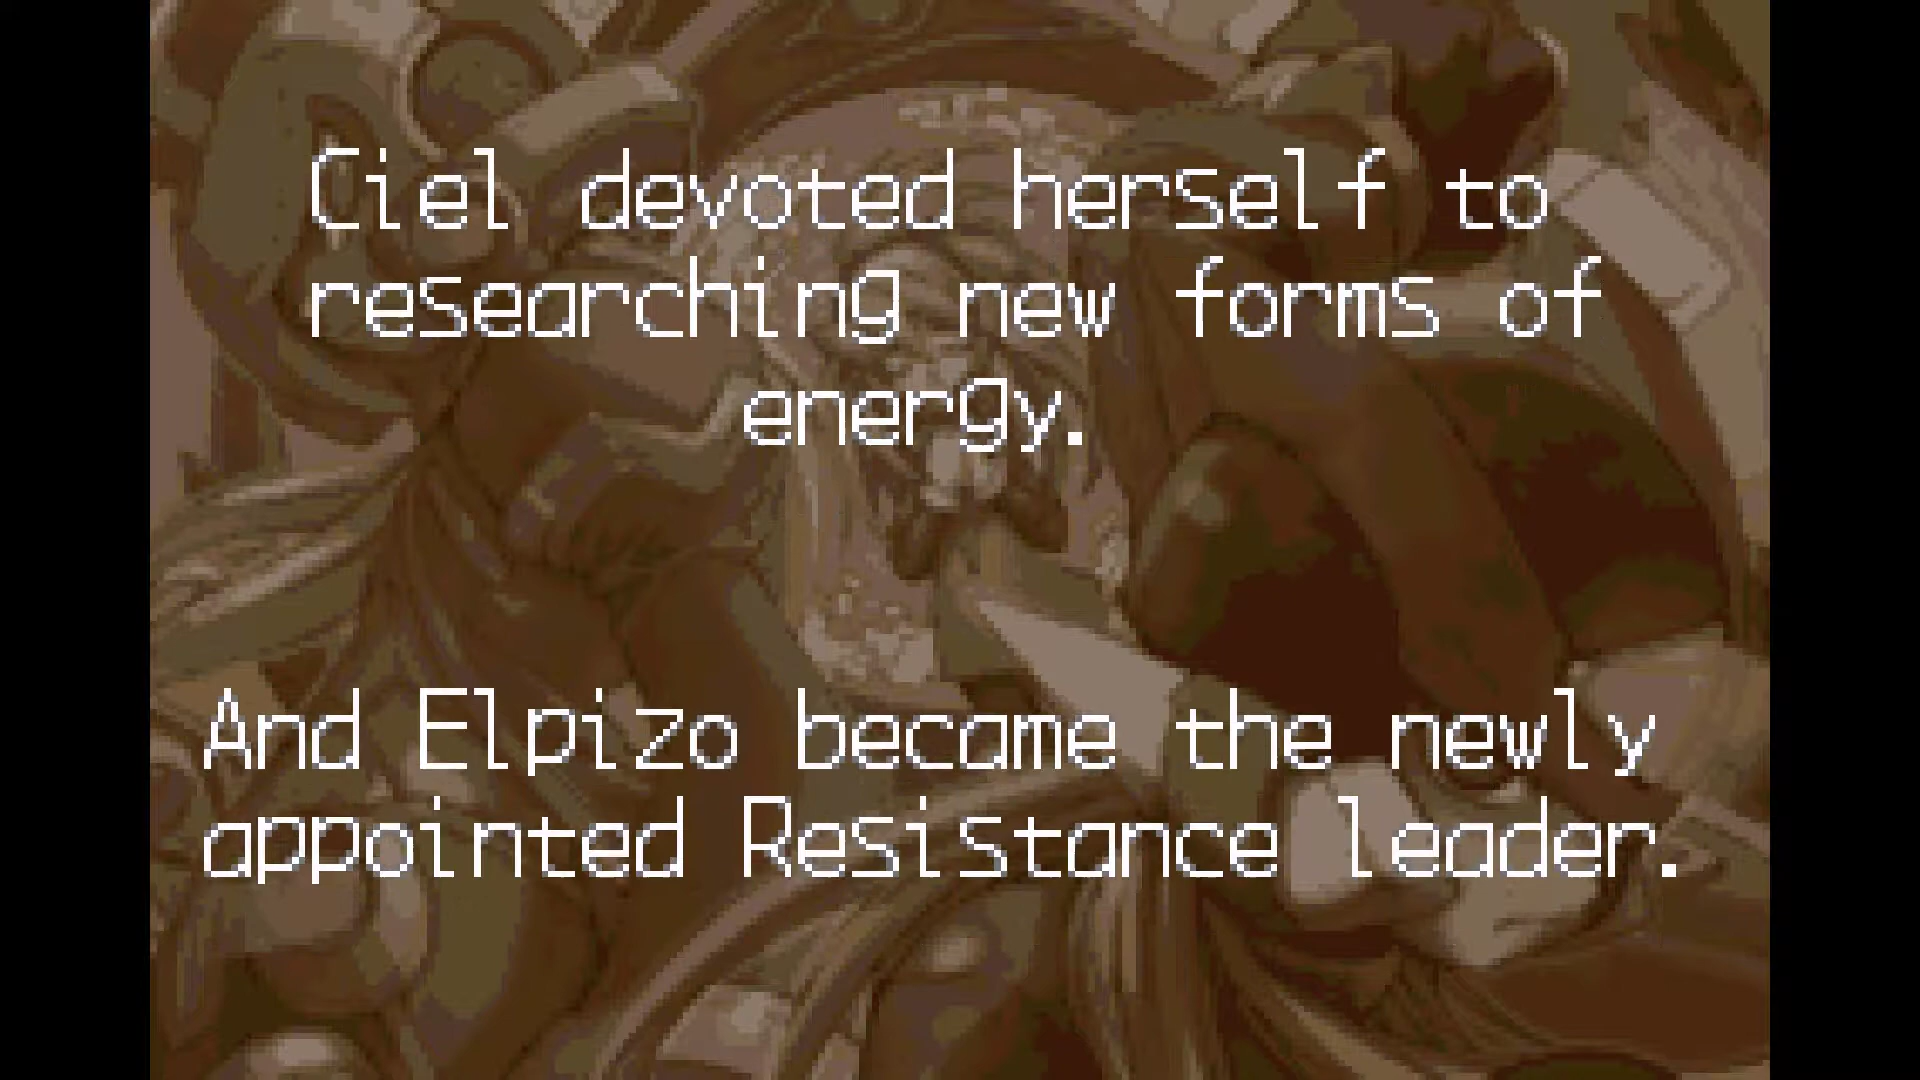 Ciel devoted herself to
researching new forms of
energy.
And Elpizo became the newly
appointed Resistance leader.